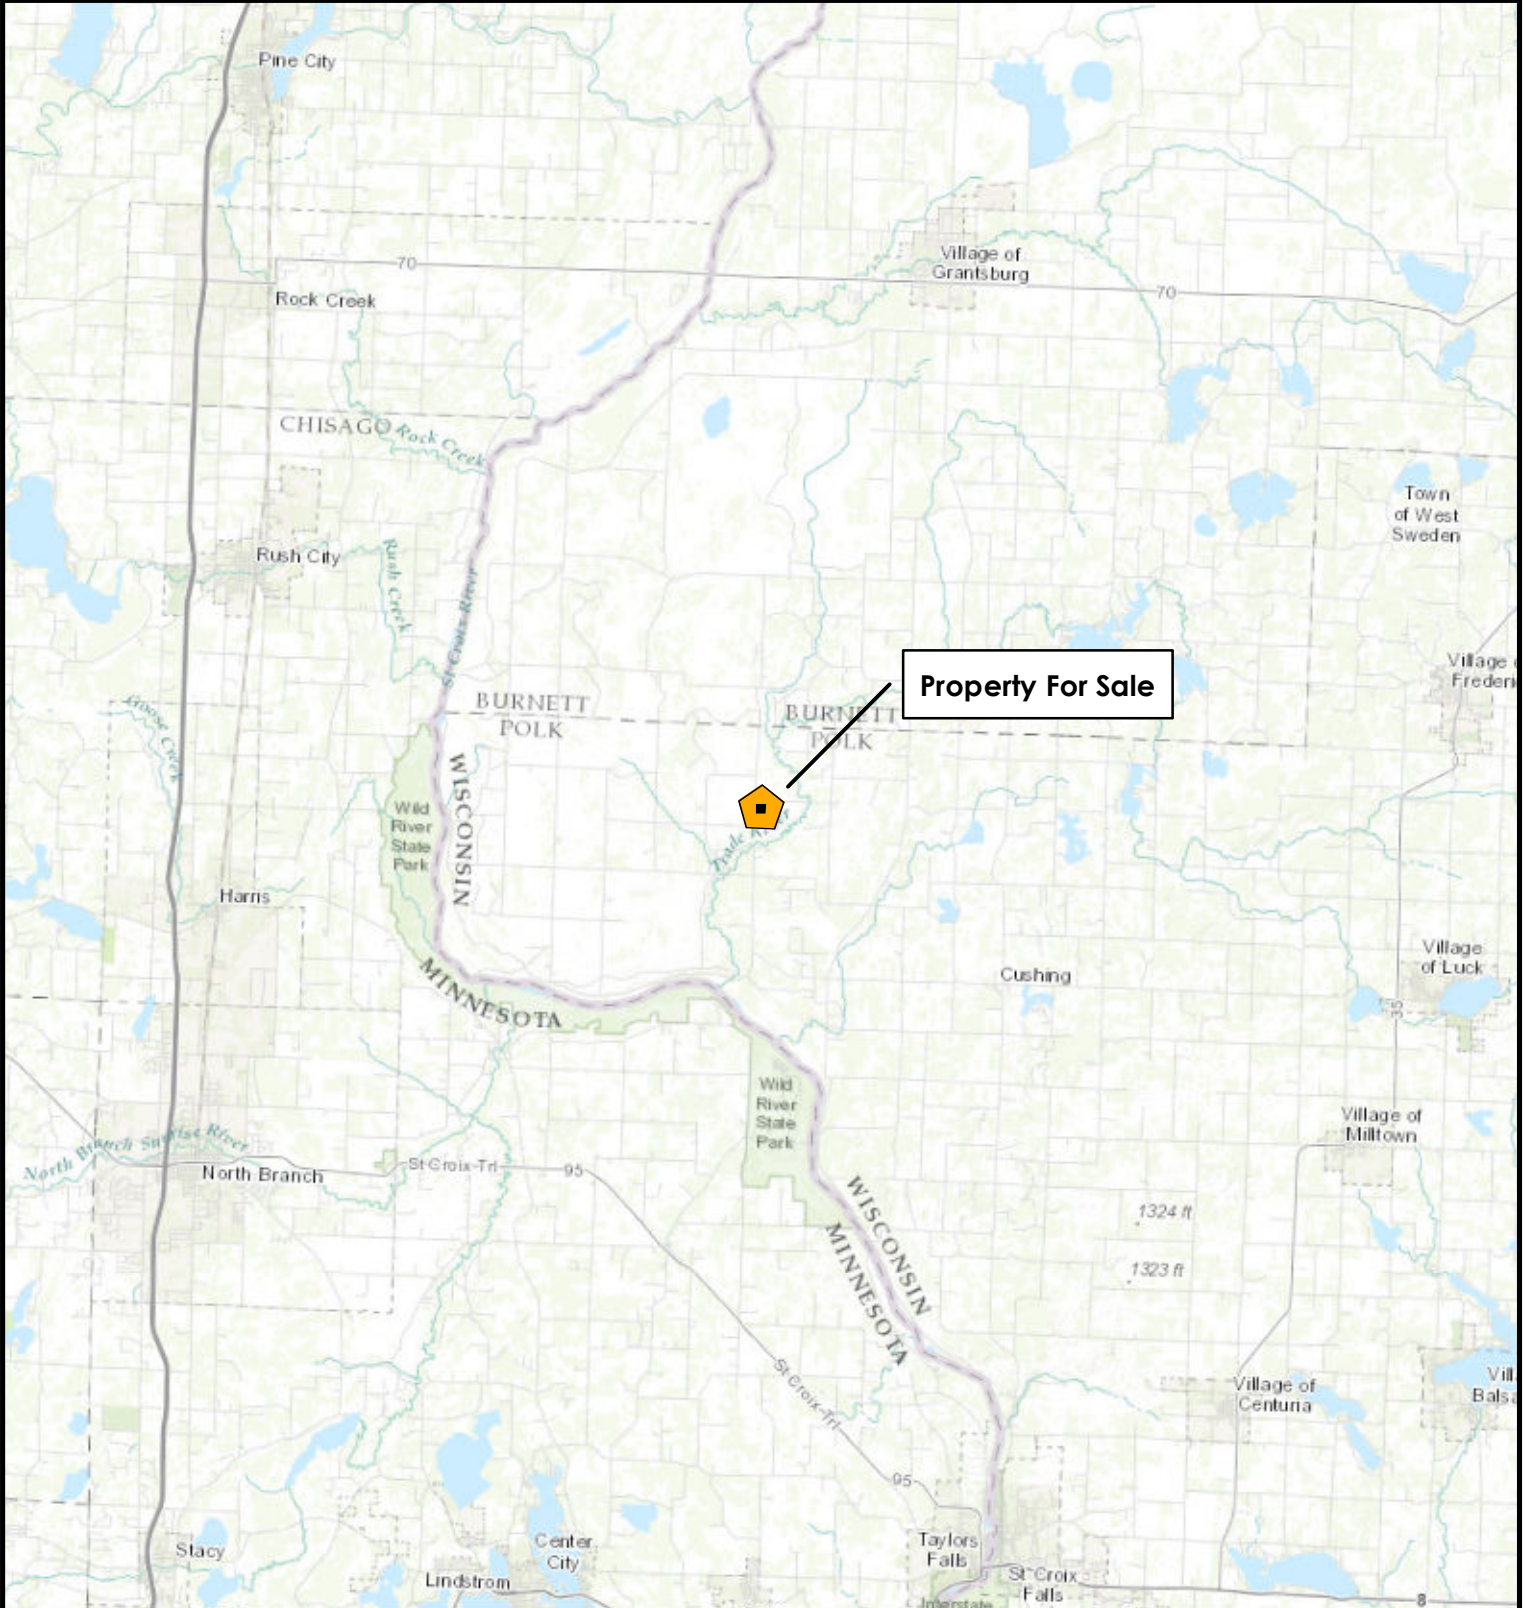 Pine City
Village of
Grantsburg
70
70
Rock Creek
CHISAGO
Rock Creek
Town
of West
Sweden
Rush City
Rush Creek
St Croix River
Village
Property For Sale
BURNETT
POLK
BURNETT
POLK
Goose Creek
WISCONSIN
Wild
River
State
Park
Trade River
Harris
Village
of Luck
Cushing
MINNESOTA
35
Wild
River
State
Park
Village of
Milltown
North Branch Sunrise River
North Branch
St Croix Trl
95
WISCONSIN
MINNESOTA
1324 ft
1323 ft
St Croix Trl
Village of
Centuria
95
Stacy
Center
City
Lindstrom
Taylors
Falls
St Croix
Falls
Interstate
8